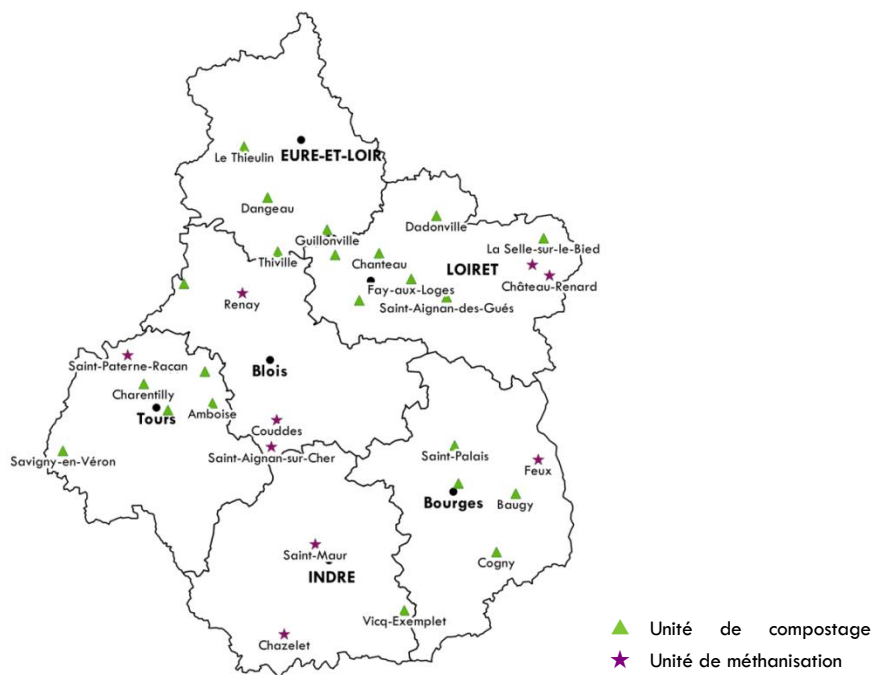 Le Thieulin
EURE-ET-LOIR
Dangeau
Dadonville
Guillonville
La Selle-sur-le-Bied
Thiville
Chanteau
LOIRET
Château-Renard
Fay-aux-Loges
Renay
Saint-Aignan-des-Gués
Saint-Paterne-Racan
Blois
Charentilly
Amboise
Tours
Couddes
Saint-Palais
Saint-Aignan-sur-Cher
Savigny-en-Véron
Feux
Bourges
Baugy
Saint-Maur
Cogny
INDRE
Vicq-Exemplet
Chazelet
Unité de compostage
Unité de méthanisation